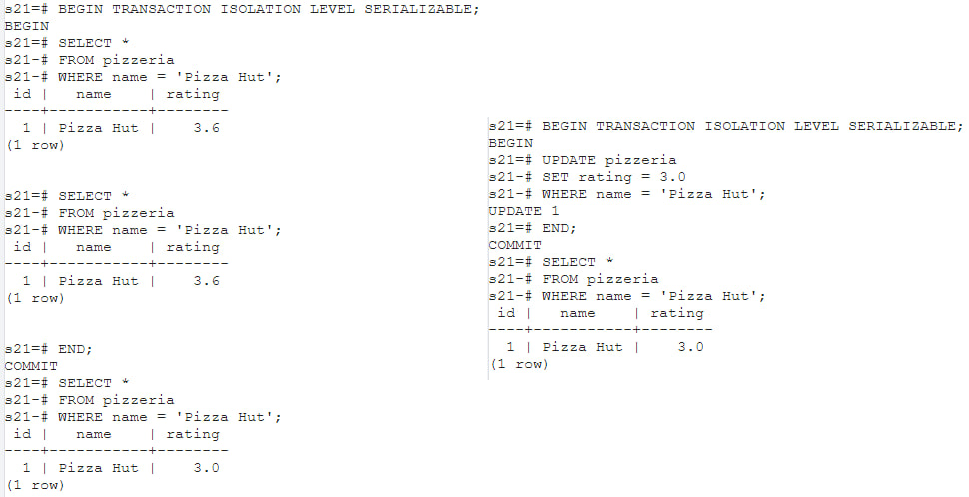 s21=# BEGIN TRANSACTION ISOLATION LEVEL SERIALIZABLE;
BEGIN
s21=# SELECT *
s21-# FROM pizzeria
s21-# WHERE name = 'Pizza Hut';
 id |   name    | rating
----+-----------+--------
  1 | Pizza Hut |    3.6
(1 row)

s21=# SELECT *
s21-# FROM pizzeria
s21-# WHERE name = 'Pizza Hut';
 id |   name    | rating
----+-----------+--------
  1 | Pizza Hut |    3.6
(1 row)

s21=# END;
COMMIT
s21=# SELECT *
s21-# FROM pizzeria
s21-# WHERE name = 'Pizza Hut';
 id |   name    | rating
----+-----------+--------
  1 | Pizza Hut |    3.0
(1 row)

s21=# BEGIN TRANSACTION ISOLATION LEVEL SERIALIZABLE;
BEGIN
s21=# UPDATE pizzeria
s21-# SET rating = 3.0
s21-# WHERE name = 'Pizza Hut';
UPDATE 1
s21=# END;
COMMIT
s21=# SELECT *
s21-# FROM pizzeria
s21-# WHERE name = 'Pizza Hut';
 id |   name    | rating
----+-----------+--------
  1 | Pizza Hut |    3.0
(1 row)